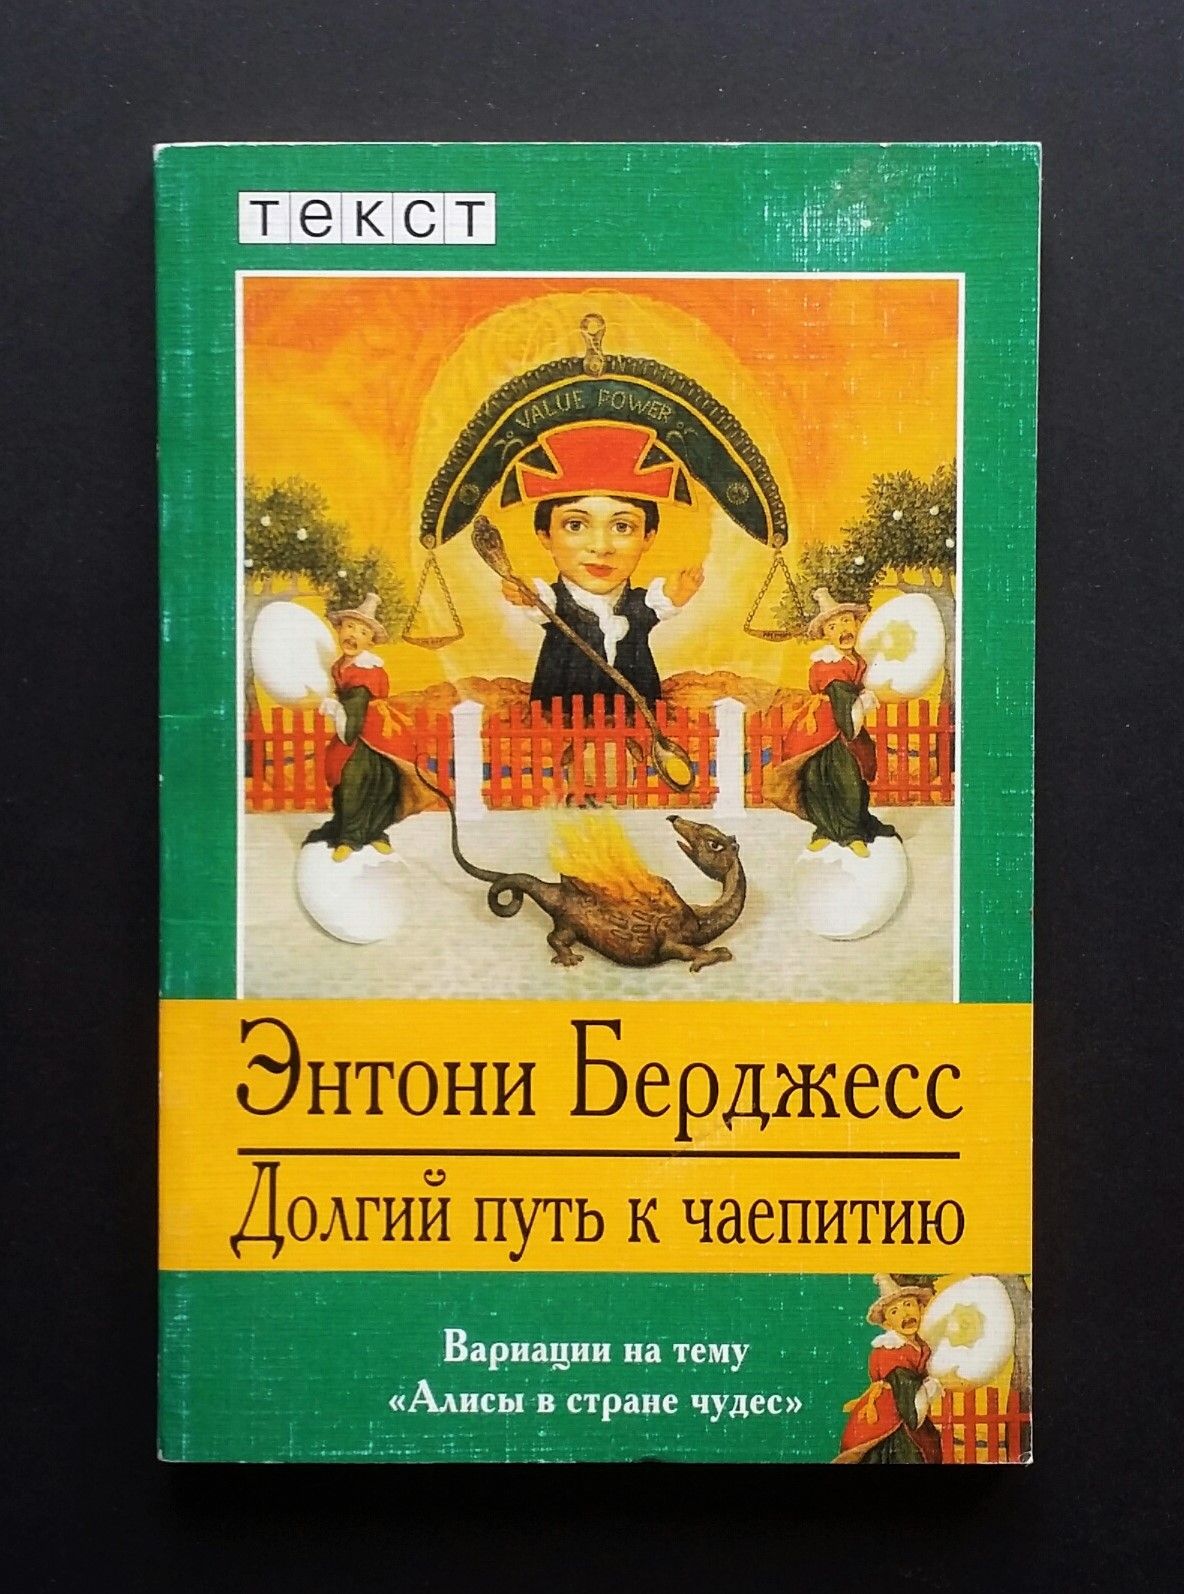 текст
VALUE POWER
Энтони Берджесс
Долгий путь к чаепитию
Вариации на тему
«Алисы в стране чудес»